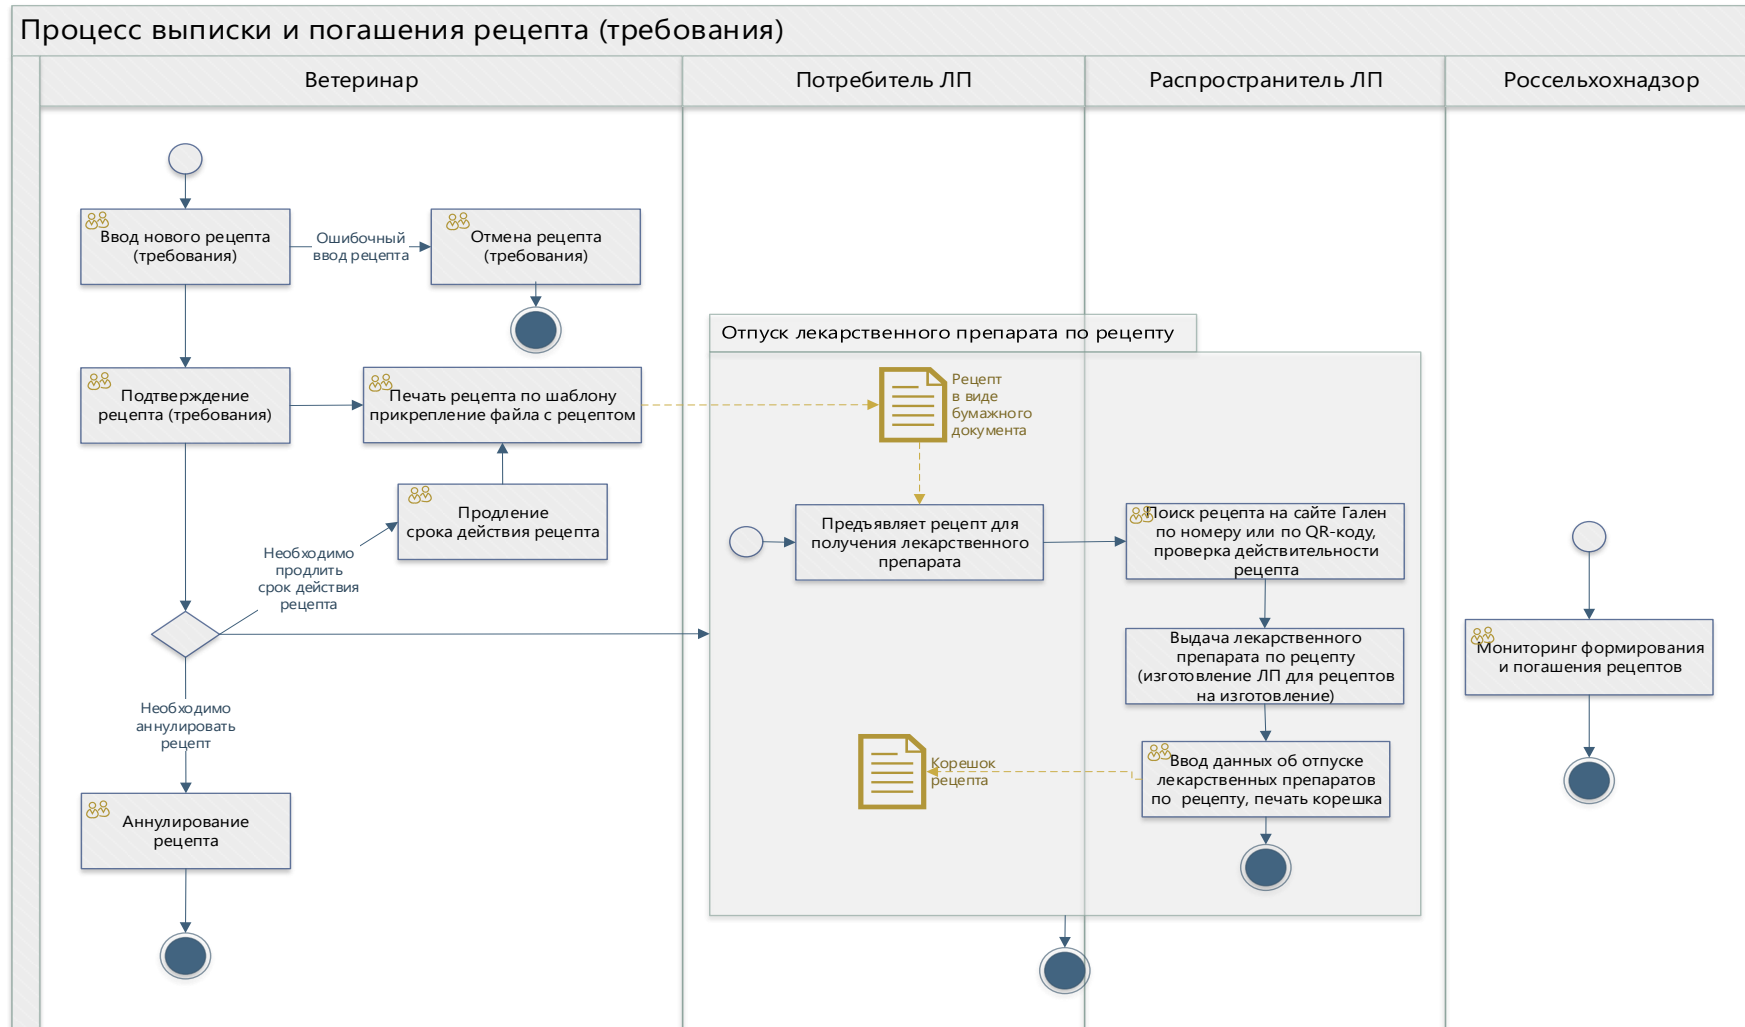 Процесс выписки и погашения рецепта (требования)
Ветеринар
Потребитель ЛП
Распространитель ЛП
Россельхохнадзор
Ввод нового рецепта
(требования)
Ошибочный
ввод рецепта
Отмена рецепта
(требования)
Подтверждение
рецепта (требования)
Печать рецепта по шаблону
прикрепление файла с рецептом
Продление
срока действия рецепта
Необходимо
продлить
срок действия
рецепта
Необходимо
аннулировать
рецепт
Аннулирование
рецепта
Отпуск лекарственного препарата по рецепту
Рецепт
в виде
бумажного
документа
Предъявляет рецепт для
получения лекарственного
препарата
Поиск рецепта на сайте Гален
по номеру или по QR-коду,
проверка действительности
рецепта
Выдача лекарственного
препарата по рецепту
(изготовление ЛП для рецептов
на изготовление)
Корешок
рецепта
Ввод данных об отпуске
лекарственных препаратов
по рецепту, печать корешка
Мониторинг формирования
и погашения рецептов